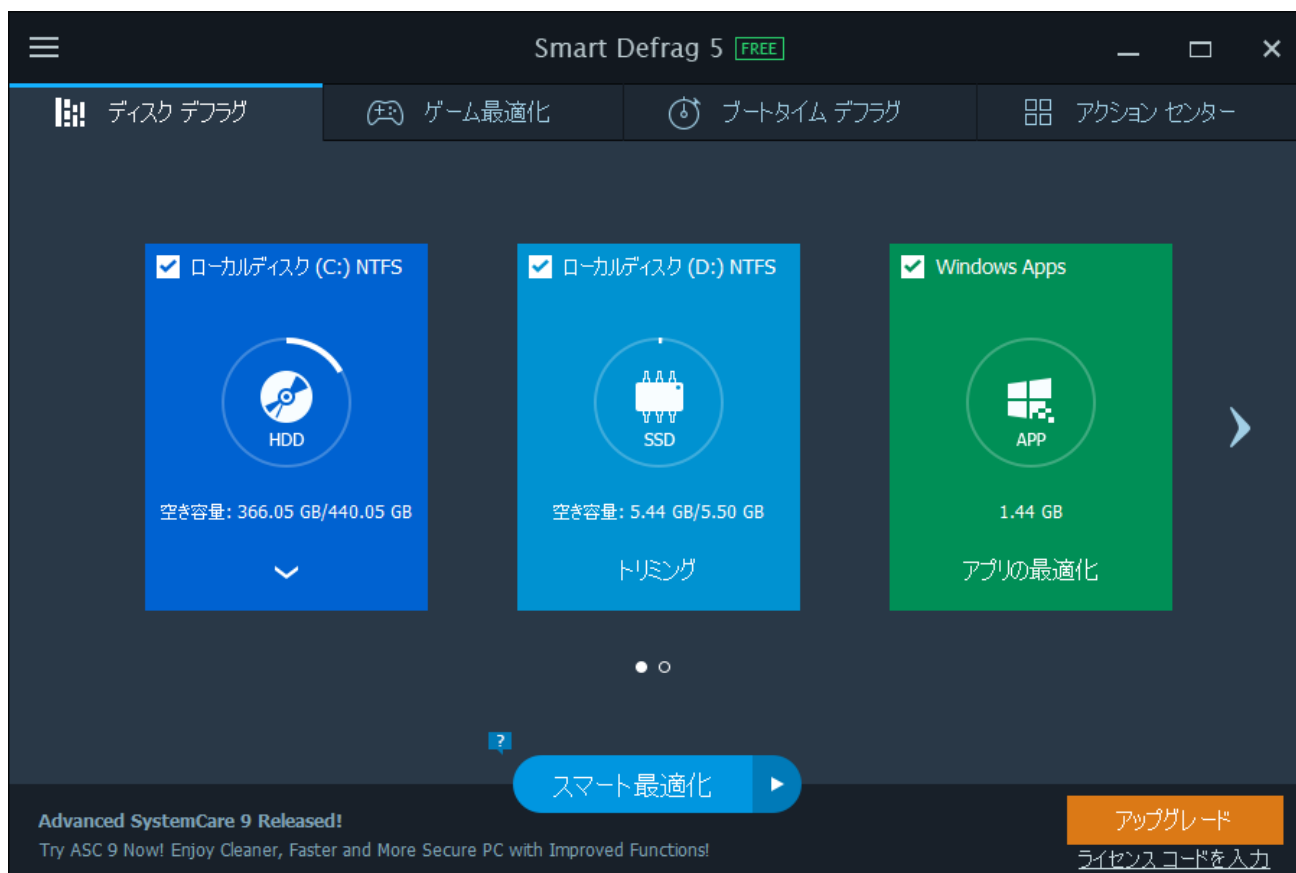 Smart Defrag 5 FREE
ディスク デフラグ
ゲーム最適化
ブートタイム デフラグ
アクション センター
ローカルディスク (C:) NTFS
HDD
空き容量: 366.05 GB/440.05 GB
ローカルディスク (D:) NTFS
SSD
空き容量: 5.44 GB/5.50 GB
トリミング
Windows Apps
APP
1.44 GB
アプリの最適化
?
スマート最適化
Advanced SystemCare 9 Released!
Try ASC 9 Now! Enjoy Cleaner, Faster and More Secure PC with Improved Functions!
アップグレード
ライセンス コードを入力